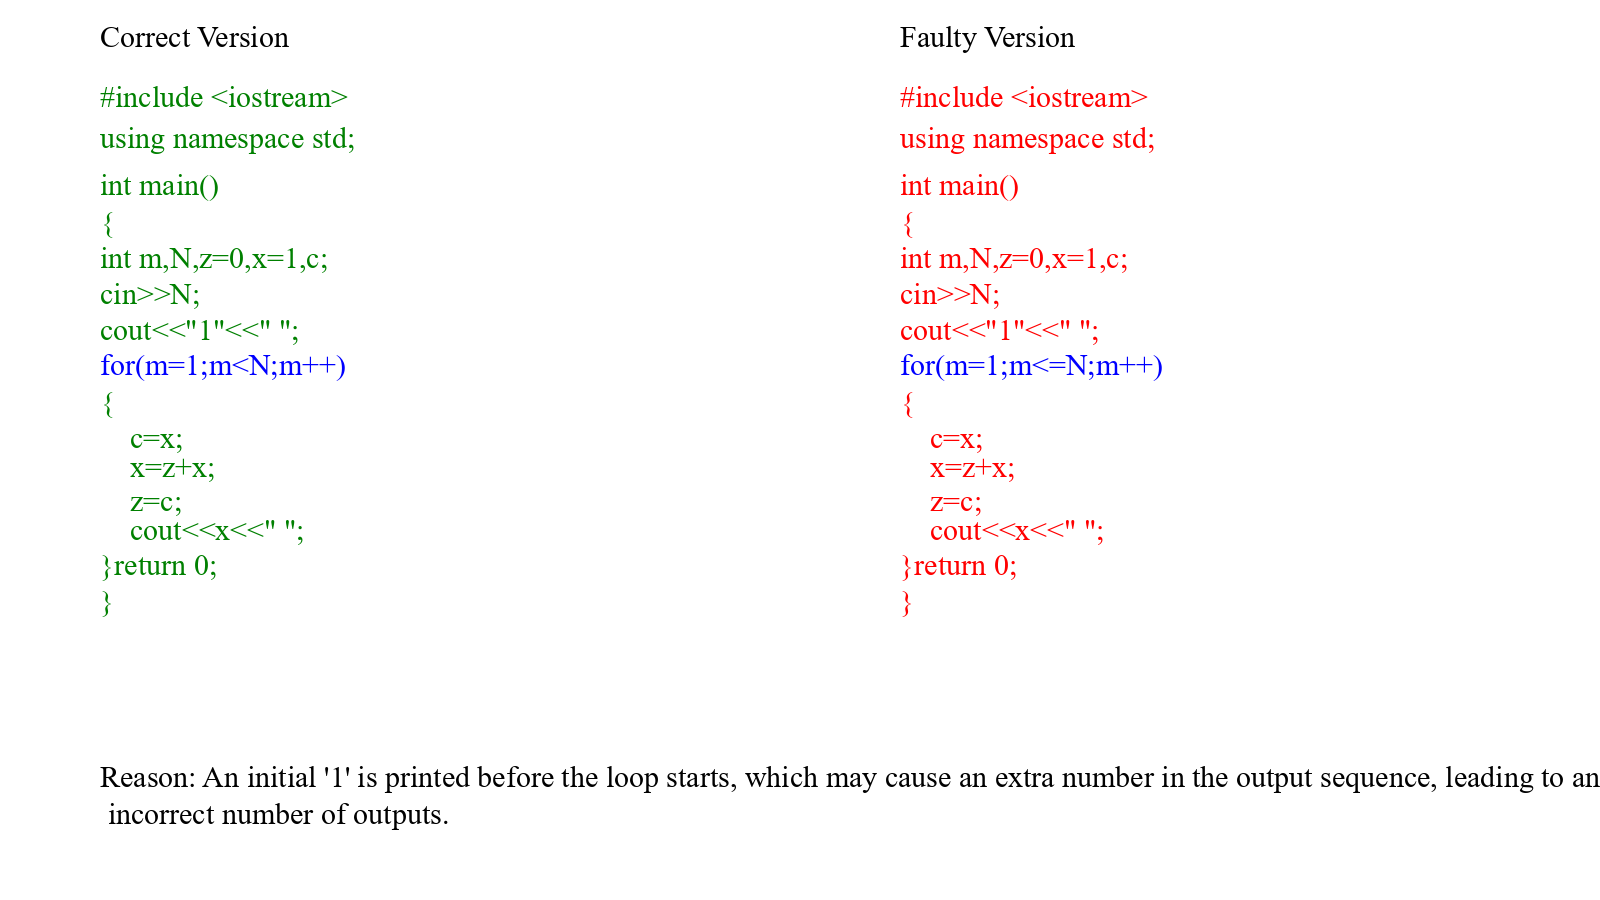 Correct Version
#include <iostream>
using namespace std;
int main()
{
int m,N,z=0,x=1,c;
cin>>N;
cout<<"1"<<" ";
for(m=1;m<N;m++)
{
    c=x;
    x=z+x;
    z=c;
    cout<<x<<" ";
}return 0;
}
Faulty Version
#include <iostream>
using namespace std;
int main()
{
int m,N,z=0,x=1,c;
cin>>N;
cout<<"1"<<" ";
for(m=1;m<=N;m++)
{
    c=x;
    x=z+x;
    z=c;
    cout<<x<<" ";
}return 0;
}
Reason: An initial '1' is printed before the loop starts, which may cause an extra number in the output sequence, leading to an
incorrect number of outputs.